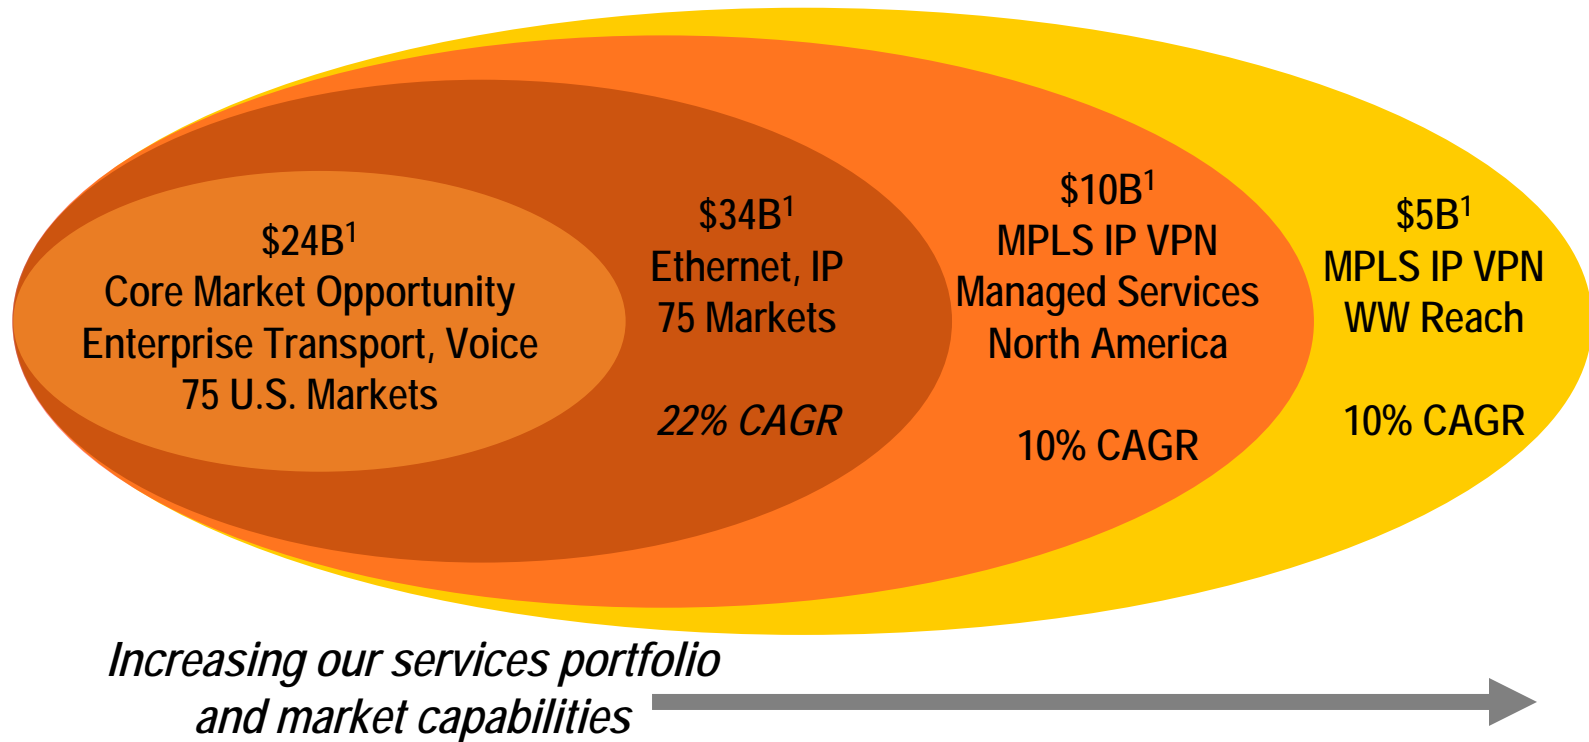 $24B¹
Core Market Opportunity
Enterprise Transport, Voice
75 U.S. Markets
$34B¹
Ethernet, IP
75 Markets
22% CAGR
$10B¹
MPLS IP VPN
Managed Services
North America
10% CAGR
$5B¹
MPLS IP VPN
WW Reach
10% CAGR
Increasing our services portfolio
and market capabilities